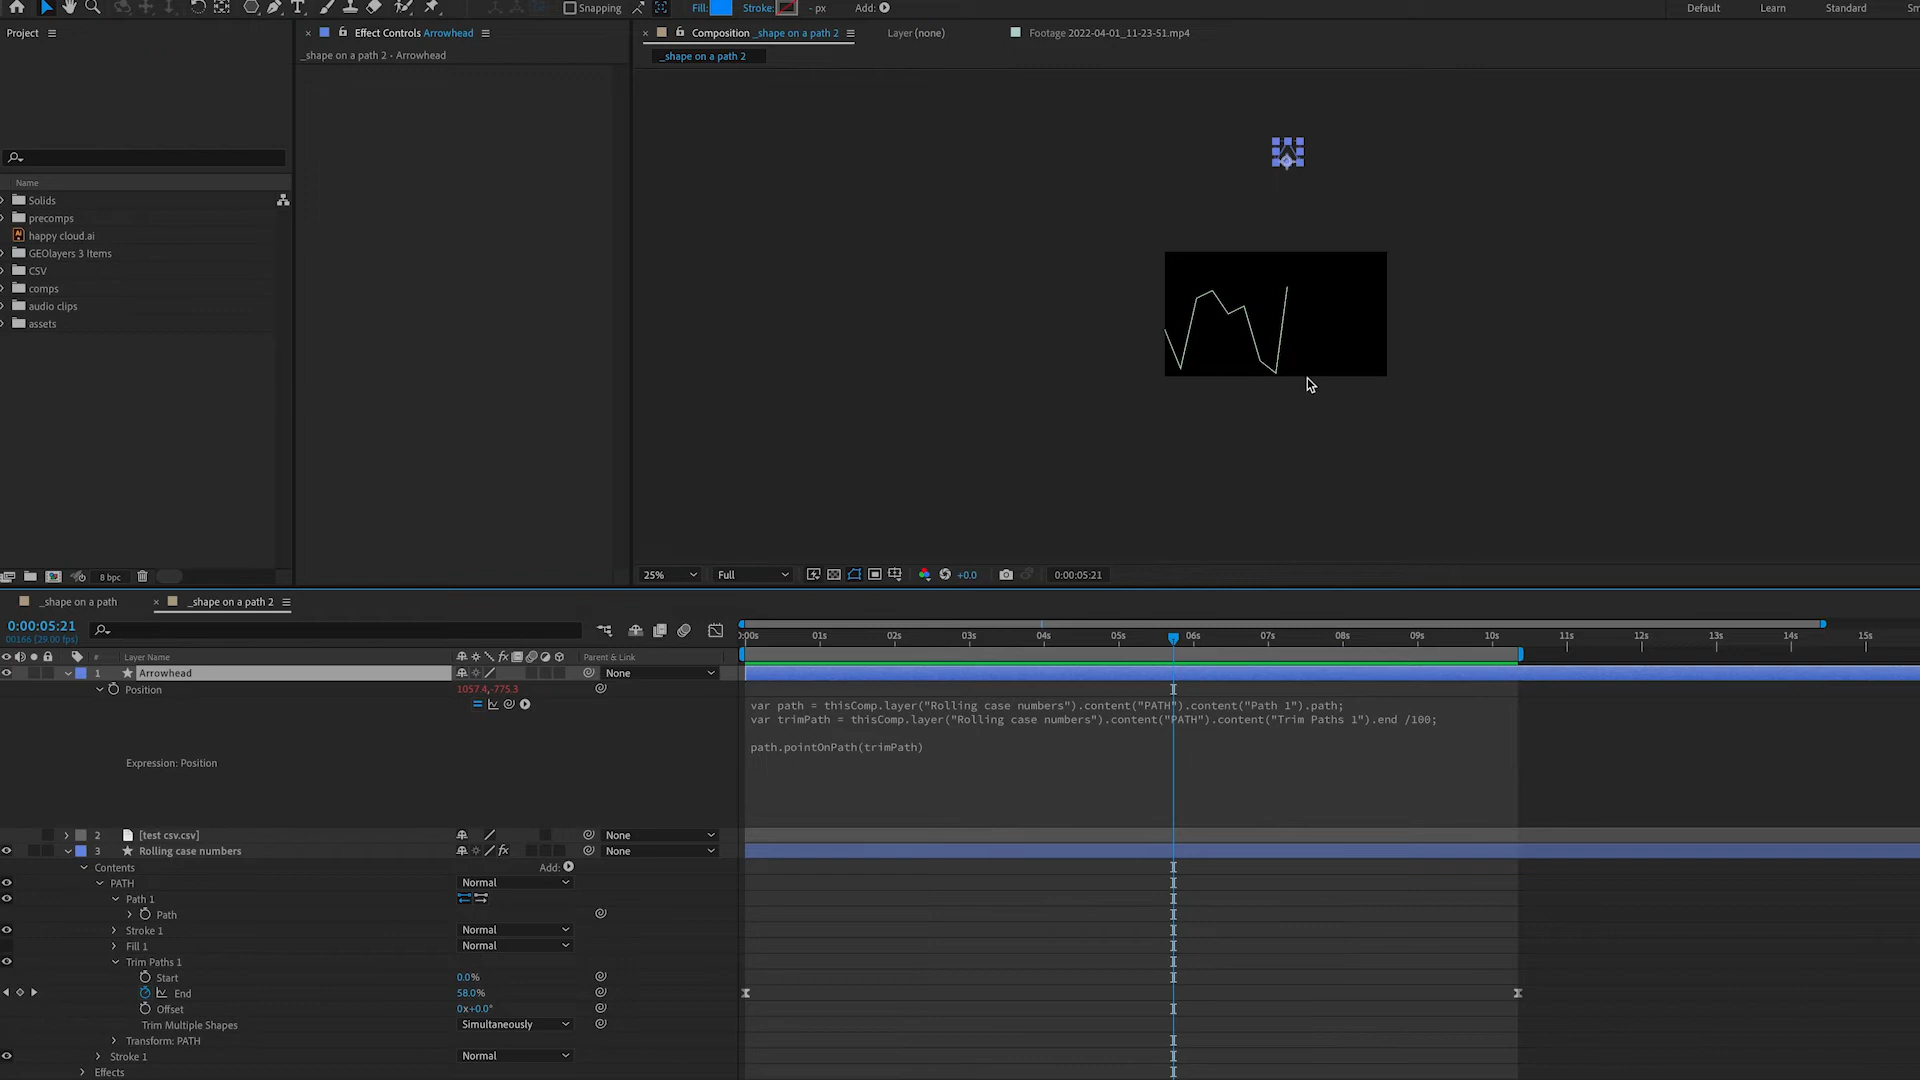 Snapping
Fill:
Stroke:
- px
Add:
Default
Learn
Standard
Sm
Project
Effect Controls Arrowhead
Composition _shape on a path 2
Layer (none)
Footage 2022-04-01_11-23-51.mp4
_shape on a path 2 • Arrowhead
_shape on a path 2
Name
Solids
precomps
Ai
happy cloud.ai
GEOlayers 3 Items
CSV
comps
audio clips
assets
8 bpc
25%
Full
+0.0
0:00:05:21
_shape on a path
_shape on a path 2
0:00:05:21
00166 (29.00 fps)
:00s
01s
02s
03s
04s
05s
06s
07s
08s
09s
10s
11s
12s
13s
14s
15s
#
Layer Name
fx
Parent & Link
1
Arrowhead
None
Position
1057.4,-775.3
var path = thisComp.layer("Rolling case numbers").content("PATH").content("Path 1").path;
var trimPath = thisComp.layer("Rolling case numbers").content("PATH").content("Trim Paths 1").end /100;
path.pointOnPath(trimPath)
Expression: Position
2
[test csv.csv]
None
3
Rolling case numbers
fx
None
Contents
Add:
PATH
Normal
Path 1
Path
Stroke 1
Normal
Fill 1
Normal
Trim Paths 1
Start
0.0%
End
58.0%
Offset
0x+0.0°
Trim Multiple Shapes
Simultaneously
Transform: PATH
Stroke 1
Normal
Effects